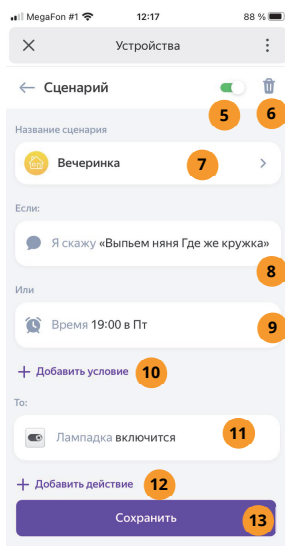 MegaFon #1 12:17 88 %
Устройства
Сценарий
5 6
Название сценария
Вечеринка 7
Если:
Я скажу «Выпьем няня Где же кружка»
8
Или
Время 19:00 в Пт 9
+ Добавить условие 10
То:
Лампадка включится 11
+ Добавить действие 12
Сохранить 13